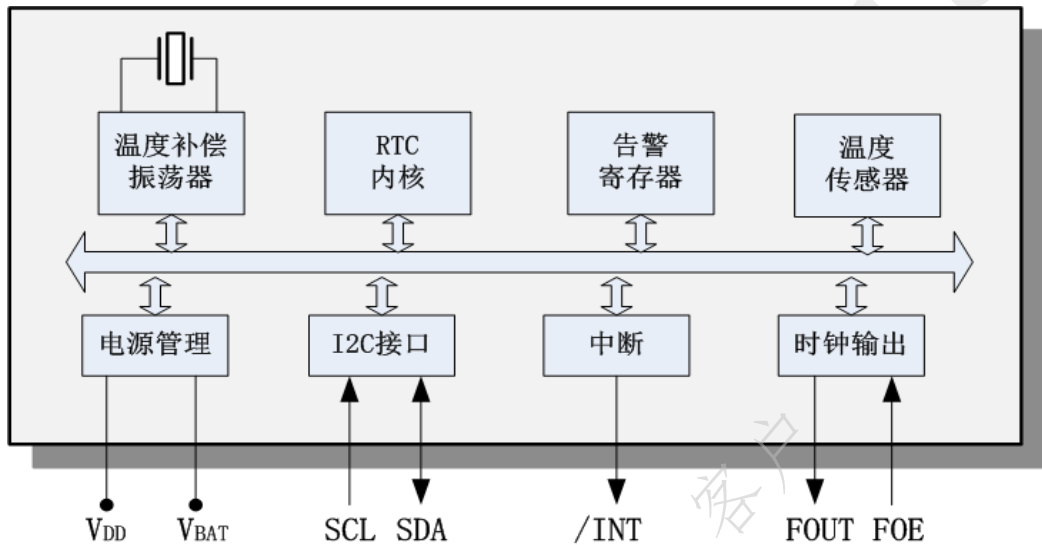 温度补偿
振荡器
RTC
内核
告警
寄存器
温度
传感器
电源管理
I2C接口
中断
时钟输出
VDD
VBAT
SCL
SDA
/INT
FOUT
FOE
客户